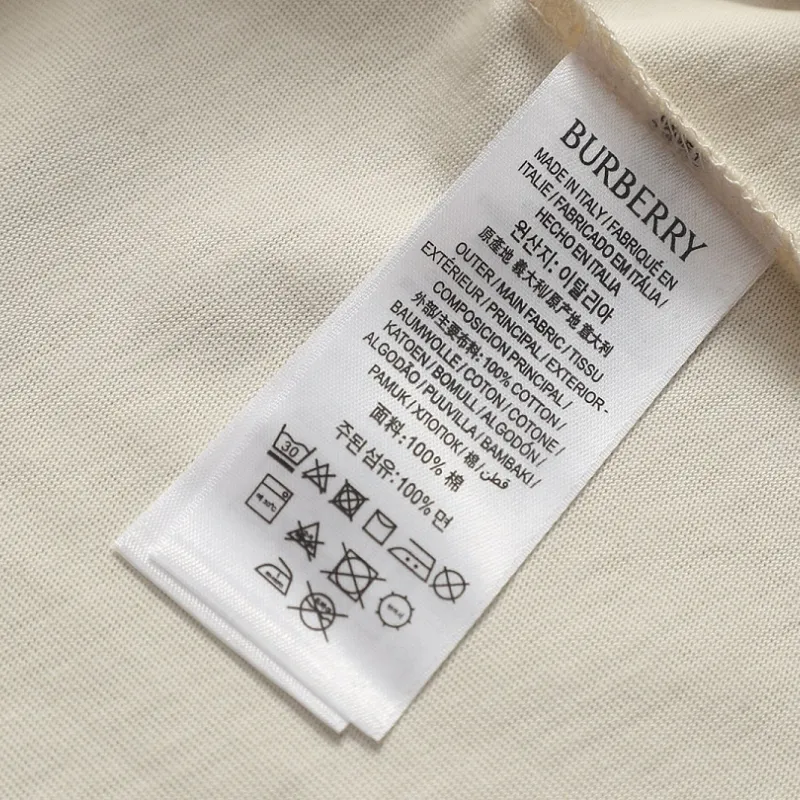 BURBERRY
MADE IN ITALY / FABRIQUÉ EN
ITALIE / FABRICADO EM ITÁLIA /
HECHO EN ITALIA
원산지: 이탈리아
原產地 義大利/原产地 意大利
OUTER / MAIN FABRIC / TISSU
EXTÉRIEUR / PRINCIPAL / EXTERIOR -
COMPOSICION PRINCIPAL /
外部/主要布料: 100% COTTON /
BAUMWOLLE / COTON / COTONE /
KATOEN / BOMULL / ALGODÓN /
ALGODÃO / PUUVILLA / BAMBAKI /
PAMUK / ХЛОПОК / 棉 / قطن
面料: 100% 棉
주된 섬유: 100% 면
30